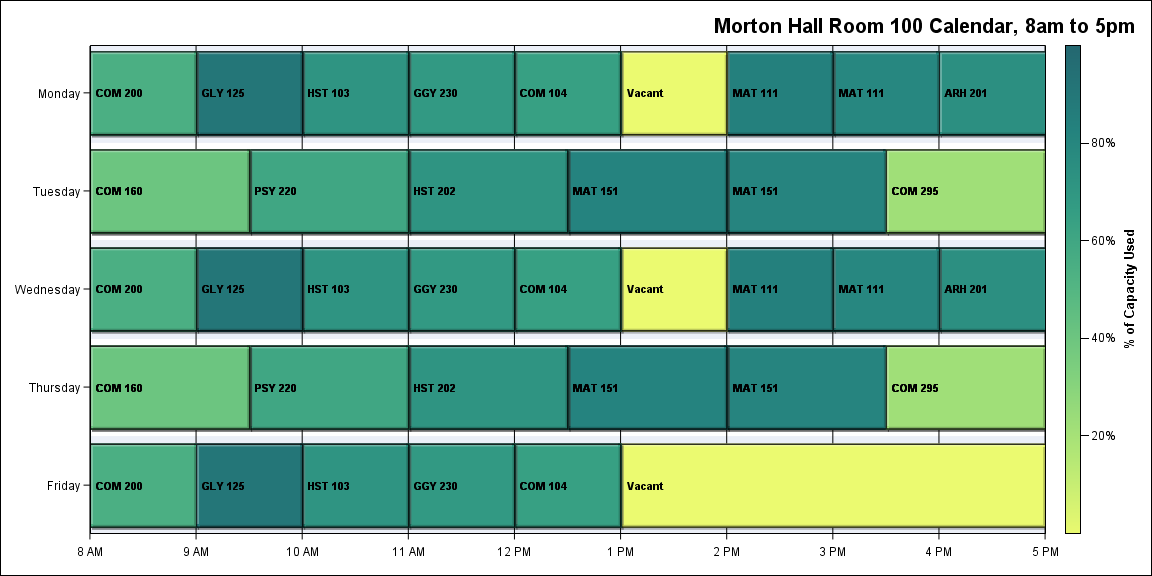 Morton Hall Room 100 Calendar, 8am to 5pm
Monday
COM 200
GLY 125
HST 103
GGY 230
COM 104
Vacant
MAT 111
MAT 111
ARH 201
Tuesday
COM 160
PSY 220
HST 202
MAT 151
MAT 151
COM 295
Wednesday
COM 200
GLY 125
HST 103
GGY 230
COM 104
Vacant
MAT 111
MAT 111
ARH 201
Thursday
COM 160
PSY 220
HST 202
MAT 151
MAT 151
COM 295
Friday
COM 200
GLY 125
HST 103
GGY 230
COM 104
Vacant
8 AM
9 AM
10 AM
11 AM
12 PM
1 PM
2 PM
3 PM
4 PM
5 PM
80%
60%
40%
20%
% of Capacity Used